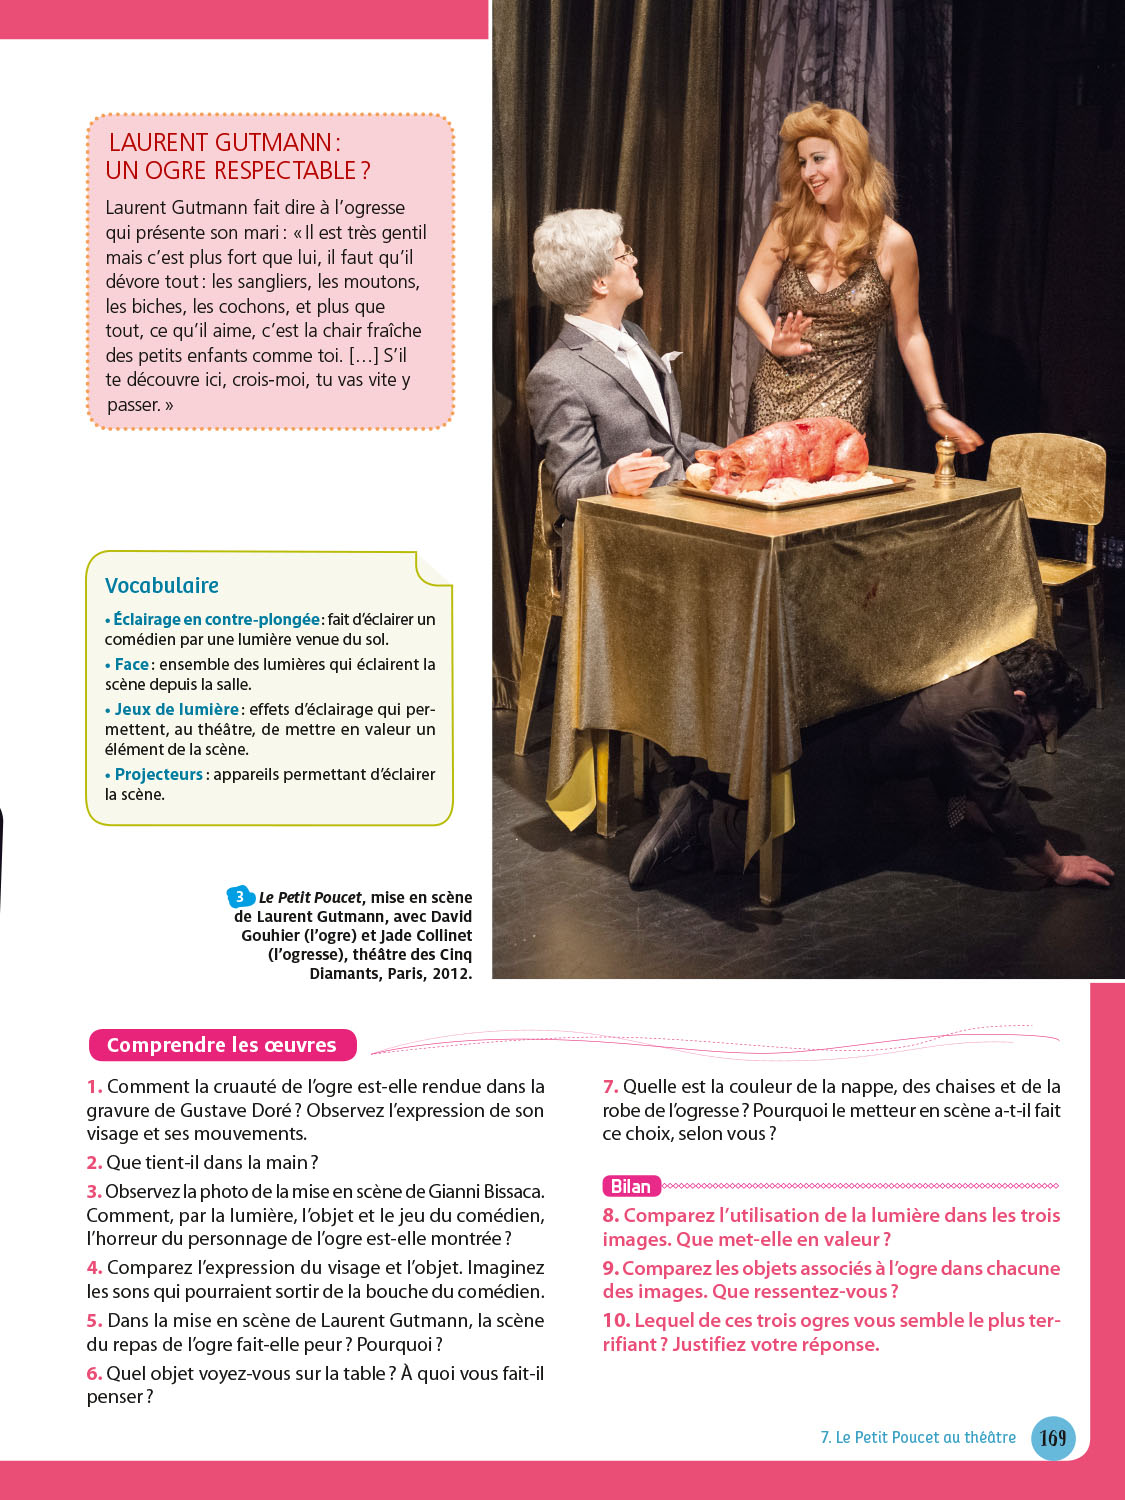 LAURENT GUTMANN :
UN OGRE RESPECTABLE ?
Laurent Gutmann fait dire à l’ogresse
qui présente son mari : « Il est très gentil
mais c’est plus fort que lui, il faut qu’il
dévore tout : les sangliers, les moutons,
les biches, les cochons, et plus que
tout, ce qu’il aime, c’est la chair fraîche
des petits enfants comme toi. […] S’il
te découvre ici, crois-moi, tu vas vite y
passer. »
Vocabulaire
• Éclairage en contre-plongée : fait d’éclairer un
comédien par une lumière venue du sol.
• Face : ensemble des lumières qui éclairent la
scène depuis la salle.
• Jeux de lumière : effets d’éclairage qui per-
mettent, au théâtre, de mettre en valeur un
élément de la scène.
• Projecteurs : appareils permettant d’éclairer
la scène.
3 Le Petit Poucet, mise en scène
de Laurent Gutmann, avec David
Gouhier (l’ogre) et Jade Collinet
(l’ogresse), théâtre des Cinq
Diamants, Paris, 2012.
Comprendre les œuvres
1. Comment la cruauté de l’ogre est-elle rendue dans la
gravure de Gustave Doré ? Observez l’expression de son
visage et ses mouvements.
2. Que tient-il dans la main ?
3. Observez la photo de la mise en scène de Gianni Bissaca.
Comment, par la lumière, l’objet et le jeu du comédien,
l’horreur du personnage de l’ogre est-elle montrée ?
4. Comparez l’expression du visage et l’objet. Imaginez
les sons qui pourraient sortir de la bouche du comédien.
5. Dans la mise en scène de Laurent Gutmann, la scène
du repas de l’ogre fait-elle peur ? Pourquoi ?
6. Quel objet voyez-vous sur la table ? À quoi vous fait-il
penser ?
7. Quelle est la couleur de la nappe, des chaises et de la
robe de l’ogresse ? Pourquoi le metteur en scène a-t-il fait
ce choix, selon vous ?
Bilan
8. Comparez l’utilisation de la lumière dans les trois
images. Que met-elle en valeur ?
9. Comparez les objets associés à l’ogre dans chacune
des images. Que ressentez-vous ?
10. Lequel de ces trois ogres vous semble le plus ter-
rifiant ? Justifiez votre réponse.
7. Le Petit Poucet au théâtre 169